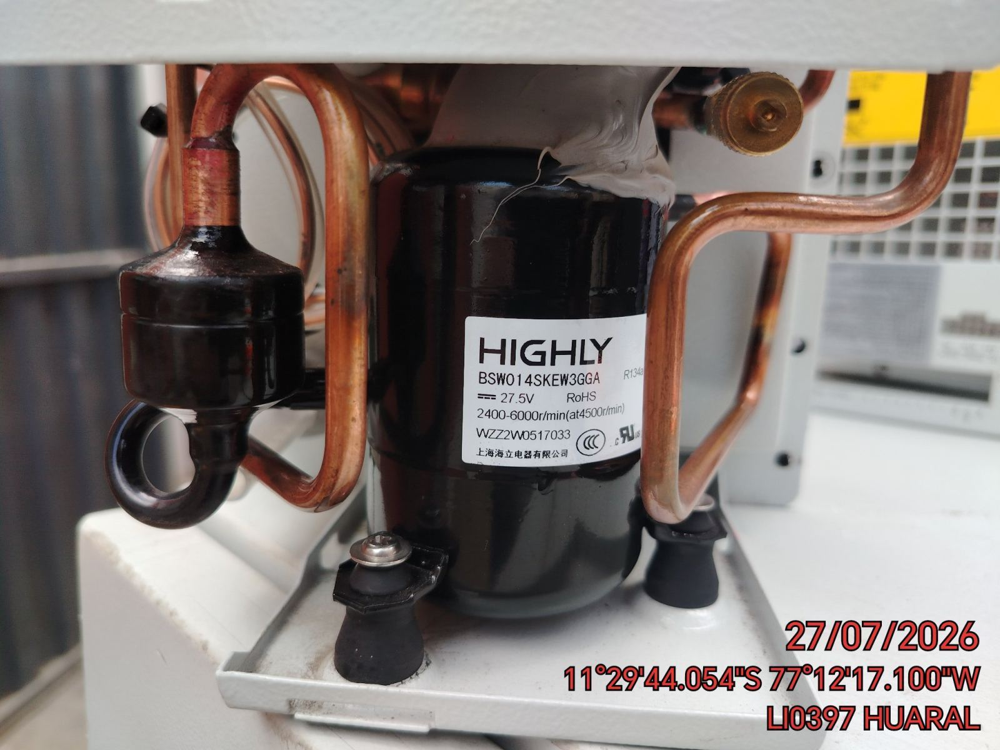 HIGHLY
BSW014SKEW3GGA R134a
27.5V RoHS
2400-6000r/min(at4500r/min)
WZZ2W0517033
上海海立电器有限公司
27/07/2026
11°29'44.054"S 77°12'17.100"W
LI0397 HUARAL